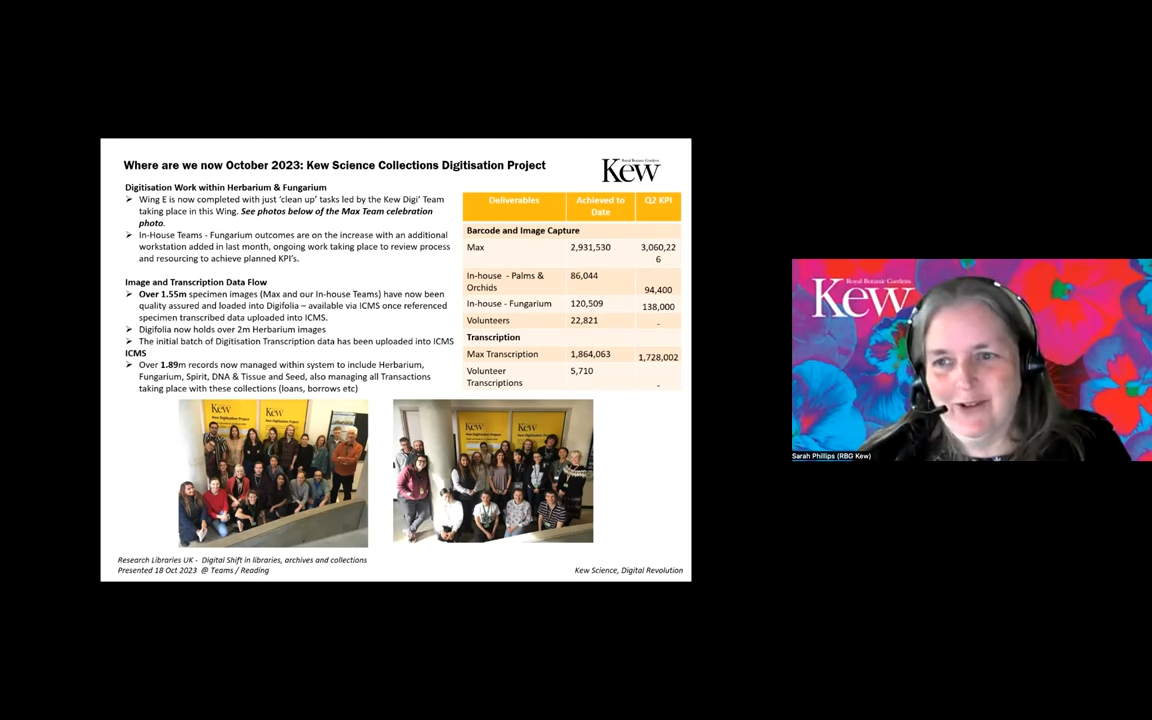 Where are we now October 2023: Kew Science Collections Digitisation Project
Royal Botanic Gardens
Kew
Digitisation Work within Herbarium & Fungarium
➢ Wing E is now completed with just ‘clean up’ tasks led by the Kew Digi’ Team
taking place in this Wing. See photos below of the Max Team celebration
photo.
➢ In-House Teams - Fungarium outcomes are on the increase with an additional
workstation added in last month, ongoing work taking place to review process
and resourcing to achieve planned KPI’s.
Image and Transcription Data Flow
➢ Over 1.55m specimen images (Max and our In-house Teams) have now been
quality assured and loaded into Digifolia – available via ICMS once referenced
specimen transcribed data uploaded into ICMS.
➢ Digifolia now holds over 2m Herbarium images
➢ The initial batch of Digitisation Transcription data has been uploaded into ICMS
ICMS
➢ Over 1.89m records now managed within system to include Herbarium,
Fungarium, Spirit, DNA & Tissue and Seed, also managing all Transactions
taking place with these collections (loans, borrows etc)
Deliverables Achieved to Q2 KPI
Date
Barcode and Image Capture
Max 2,931,530 3,060,22
6
In-house - Palms & 86,044
Orchids 94,400
In-house - Fungarium 120,509 138,000
Volunteers 22,821 -
Transcription
Max Transcription 1,864,063 1,728,002
Volunteer 5,710
Transcriptions -
Kew
Kew Digitisation Project
Kew
Kew
Kew Digitisation Project
Kew
Research Libraries UK - Digital Shift in libraries, archives and collections
Presented 18 Oct 2023 @ Teams / Reading
Kew Science, Digital Revolution
Royal Botanic Gardens
Kew
Sarah Phillips (RBG Kew)